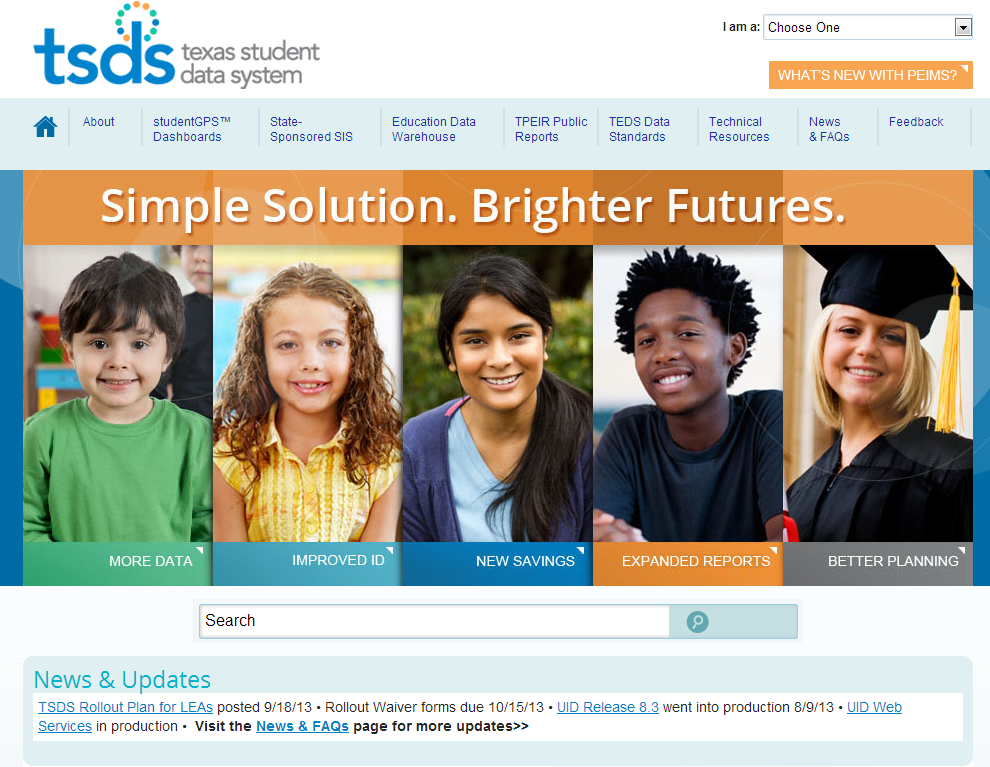 tsds texas student
data system
I am a: Choose One
WHAT'S NEW WITH PEIMS?
About
studentGPS™
Dashboards
State-
Sponsored SIS
Education Data
Warehouse
TPEIR Public
Reports
TEDS Data
Standards
Technical
Resources
News
& FAQs
Feedback
Simple Solution. Brighter Futures.
MORE DATA
IMPROVED ID
NEW SAVINGS
EXPANDED REPORTS
BETTER PLANNING
Search
News & Updates
TSDS Rollout Plan for LEAs posted 9/18/13 • Rollout Waiver forms due 10/15/13 • UID Release 8.3 went into production 8/9/13 • UID Web
Services in production • Visit the News & FAQs page for more updates>>